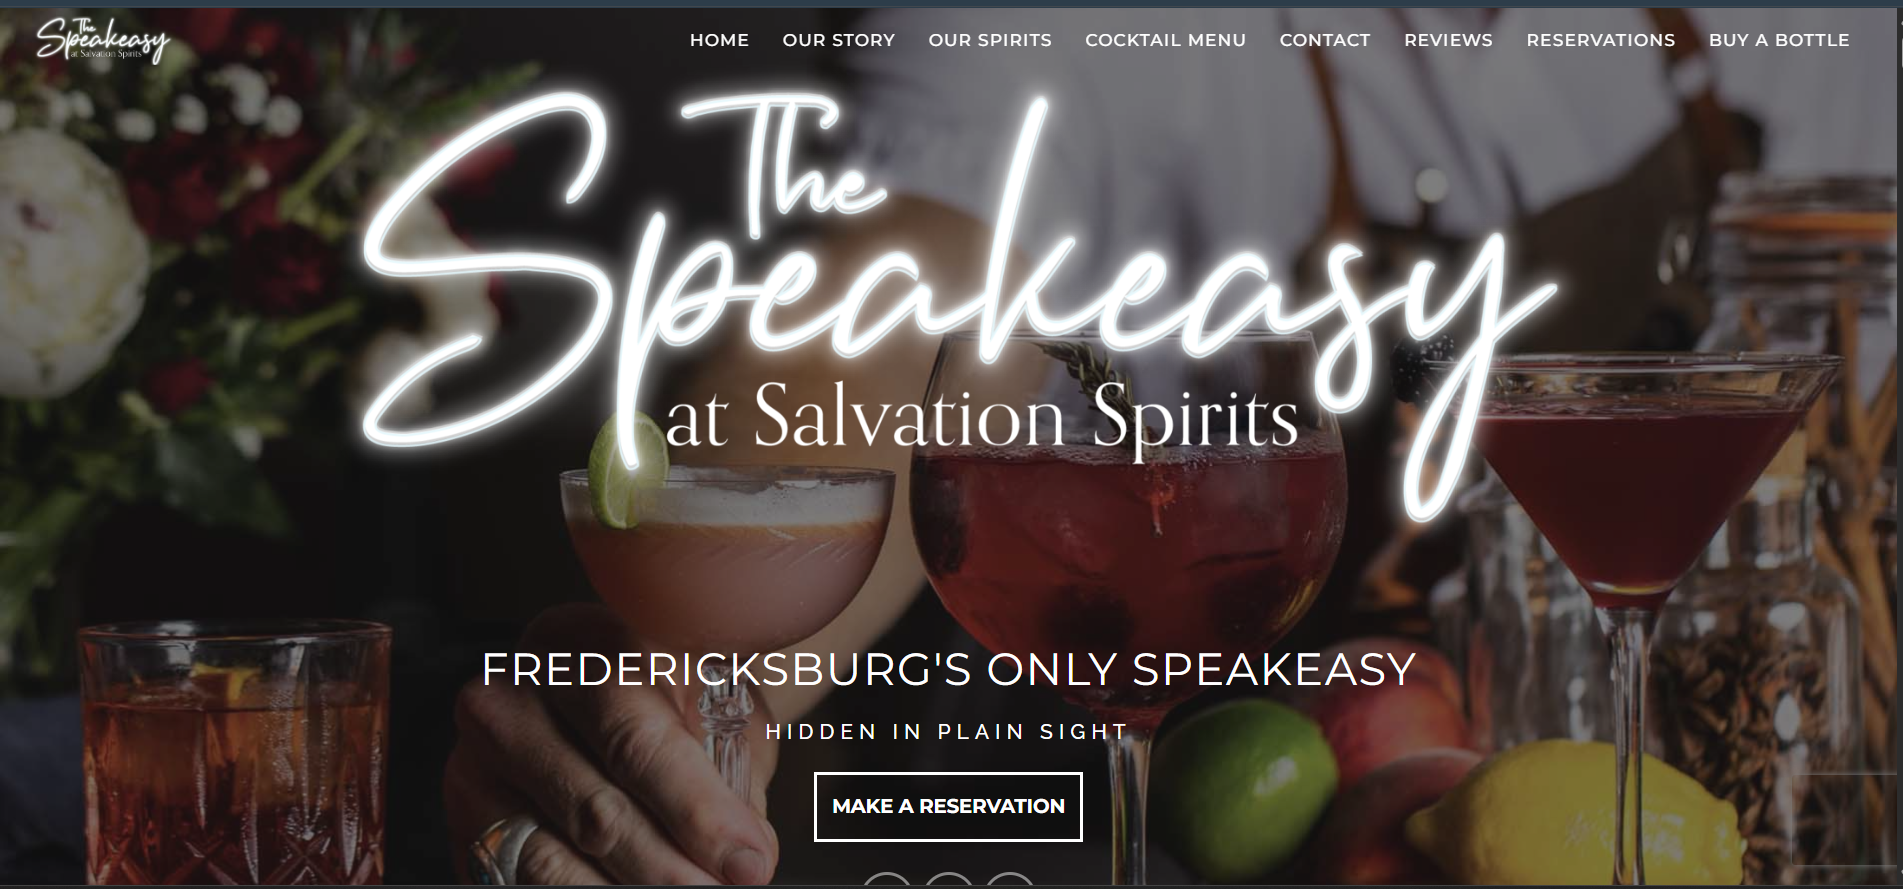 The
Speakeasy
at Salvation Spirits
HOME OUR STORY OUR SPIRITS COCKTAIL MENU CONTACT REVIEWS RESERVATIONS BUY A BOTTLE
The
Speakeasy
at Salvation Spirits
FREDERICKSBURG'S ONLY SPEAKEASY
HIDDEN IN PLAIN SIGHT
MAKE A RESERVATION